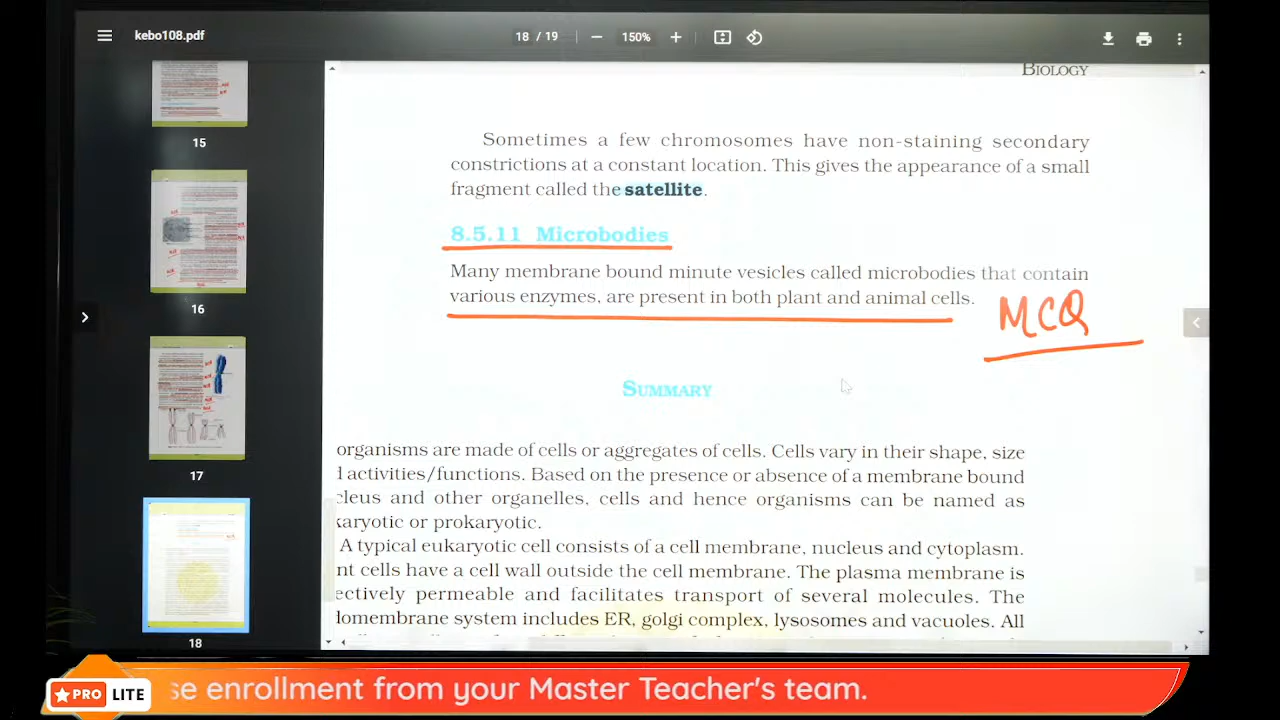 kebo108.pdf
18 / 19
150%
BIOLOGY
Sometimes a few chromosomes have non-staining secondary
constrictions at a constant location. This gives the appearance of a small
fragment called the satellite.
8.5.11 Microbodies
Many membrane bound minute vesicles called microbodies that contain
various enzymes, are present in both plant and animal cells.
MCQ
SUMMARY
organisms are made of cells or aggregates of cells. Cells vary in their shape, size
activities/functions. Based on the presence or absence of a membrane bound
cleus and other organelles, cells and hence organisms can be named as
karyotic or prokaryotic.
A typical eukaryotic cell consists of a cell membrane, nucleus and cytoplasm.
nt cells have a cell wall outside the cell membrane. The plasma membrane is
ectively permeable and facilitates transport of several molecules. The
domembrane system includes ER, golgi complex, lysosomes and vacuoles. All
15
16
17
18
se enrollment from your Master Teacher's team.
PRO LITE